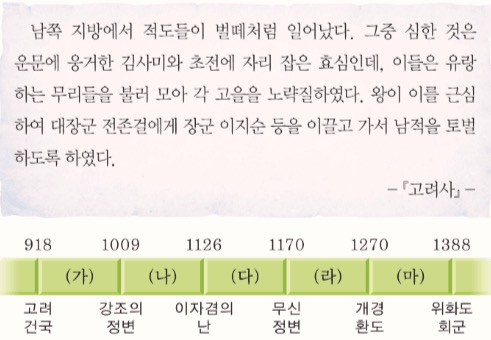 남쪽 지방에서 적도들이 벌떼처럼 일어났다. 그중 심한 것은
운문에 웅거한 김사미와 초전에 자리 잡은 효심인데, 이들은 유랑
하는 무리들을 불러 모아 각 고을을 노략질하였다. 왕이 이를 근심
하여 대장군 전존걸에게 장군 이지순 등을 이끌고 가서 남적을 토벌
하도록 하였다.
-『고려사』-
918 1009 1126 1170 1270 1388
(가) (나) (다) (라) (마)
고려 강조의 이자겸의 무신 개경 위화도
건국 정변 난 정변 환도 회군